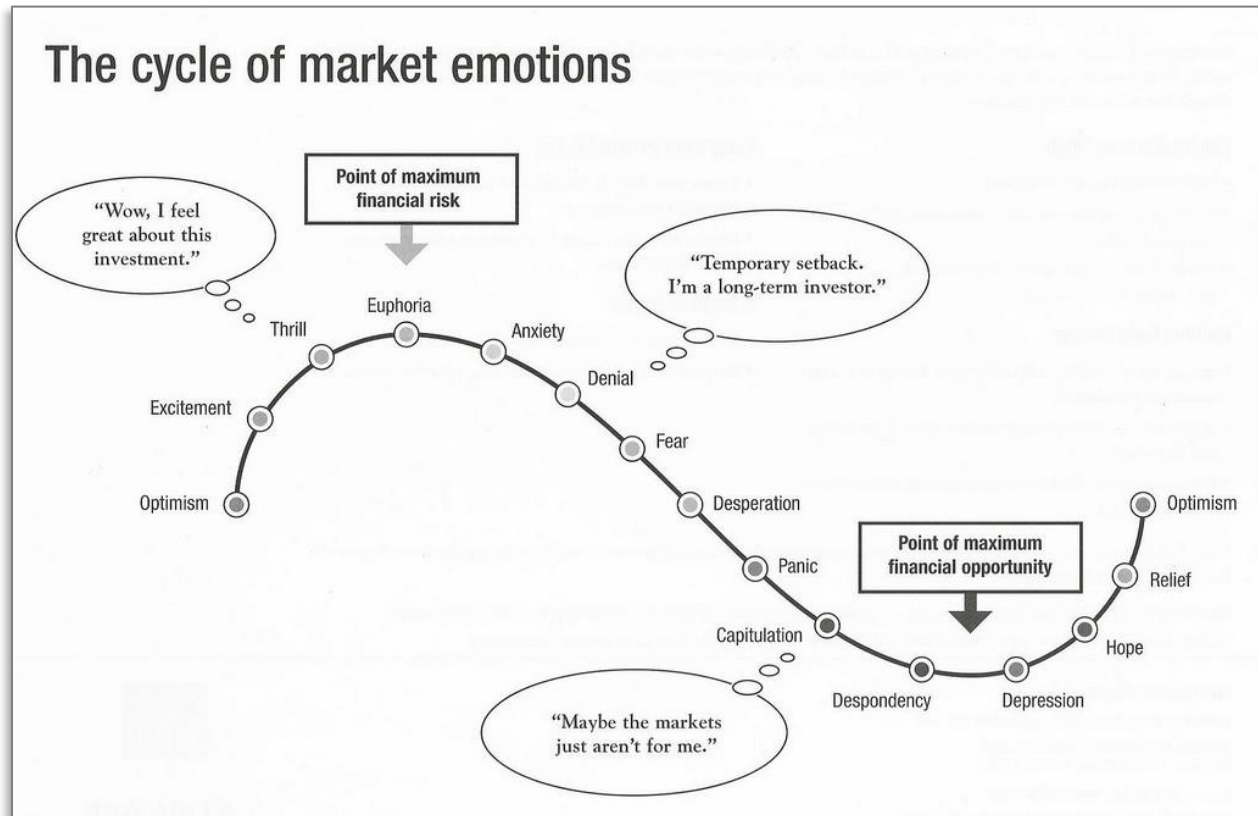 The cycle of market emotions
Point of maximum
financial risk
“Wow, I feel
great about this
investment.”
“Temporary setback.
I’m a long-term investor.”
Euphoria
Thrill
Anxiety
Denial
Excitement
Fear
Optimism
Desperation
Optimism
Point of maximum
financial opportunity
Panic
Relief
Capitulation
Hope
Despondency
Depression
“Maybe the markets
just aren’t for me.”